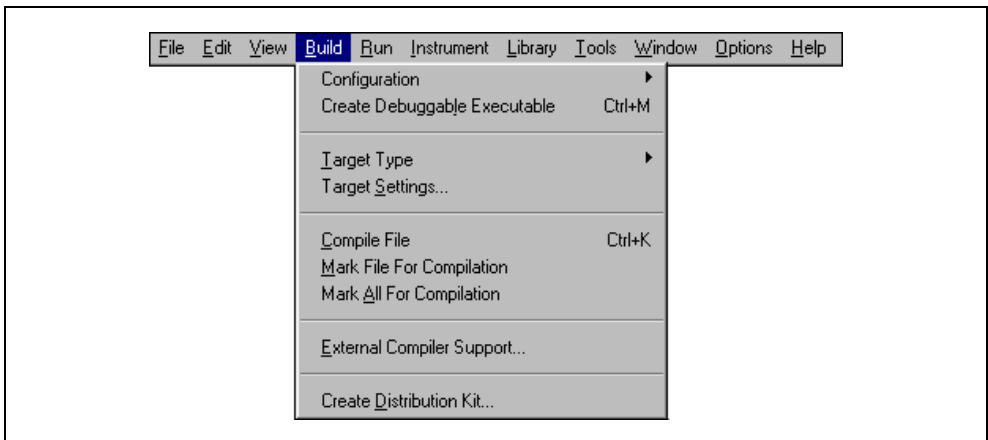 File Edit View Build Run Instrument Library Tools Window Options Help
Configuration
Create Debuggable Executable Ctrl+M
Target Type
Target Settings...
Compile File Ctrl+K
Mark File For Compilation
Mark All For Compilation
External Compiler Support...
Create Distribution Kit...